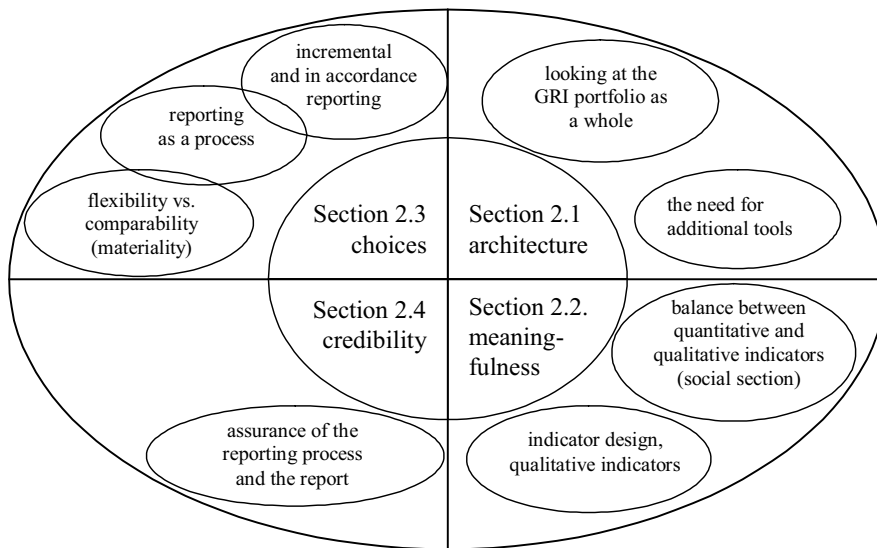 incremental
and in accordance
reporting
reporting
as a process
flexibility vs.
comparability
(materiality)
looking at the
GRI portfolio as
a whole
the need for
additional tools
Section 2.3
choices
Section 2.1
architecture
Section 2.4
credibility
Section 2.2.
meaning-
fulness
balance between
quantitative and
qualitative indicators
(social section)
assurance of the
reporting process
and the report
indicator design,
qualitative indicators